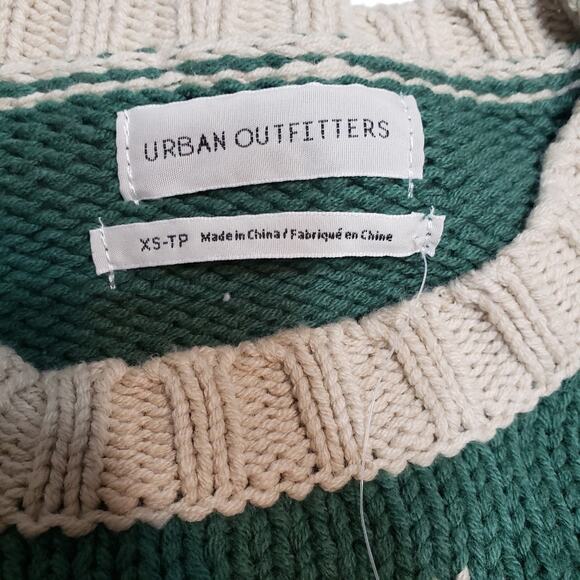 URBAN OUTFITTERS
XS-TP Made in China / Fabriqué en Chine